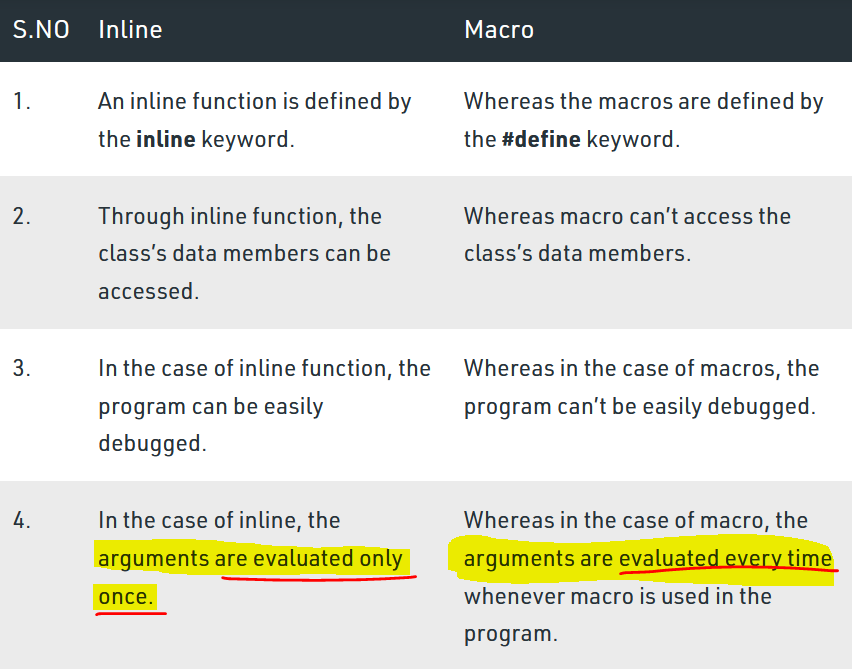 S.NO Inline Macro
1. An inline function is defined by Whereas the macros are defined by
the inline keyword. the #define keyword.
2. Through inline function, the Whereas macro can’t access the
class’s data members can be class’s data members.
accessed.
3. In the case of inline function, the Whereas in the case of macros, the
program can be easily program can’t be easily debugged.
debugged.
4. In the case of inline, the Whereas in the case of macro, the
arguments are evaluated only arguments are evaluated every time
once. whenever macro is used in the
program.